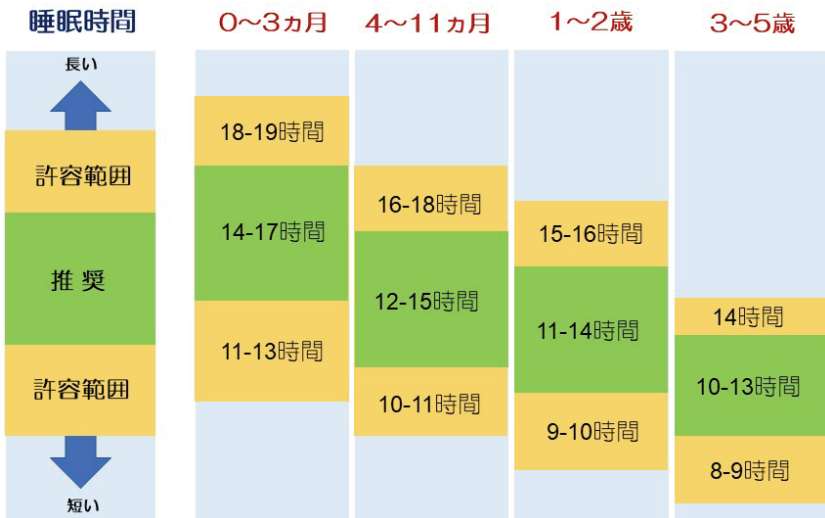 睡眠時間
長い
許容範囲
推奨
許容範囲
短い
0〜3ヵ月
18-19時間
14-17時間
11-13時間
4〜11ヵ月
16-18時間
12-15時間
10-11時間
1〜2歳
15-16時間
11-14時間
9-10時間
3〜5歳
14時間
10-13時間
8-9時間